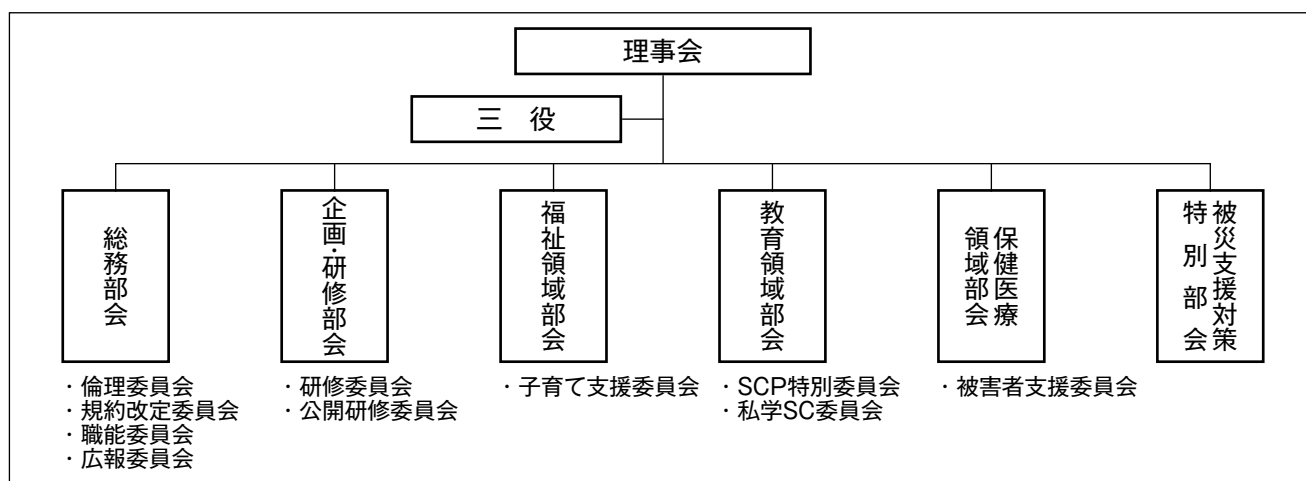 理事会
三　役
総務部会
企画・研修部会
福祉領域部会
教育領域部会
保健医療
領域部会
被災支援対策
特別部会
・倫理委員会
・規約改定委員会
・職能委員会
・広報委員会
・研修委員会
・公開研修委員会
・子育て支援委員会
・SCP特別委員会
・私学SC委員会
・被害者支援委員会